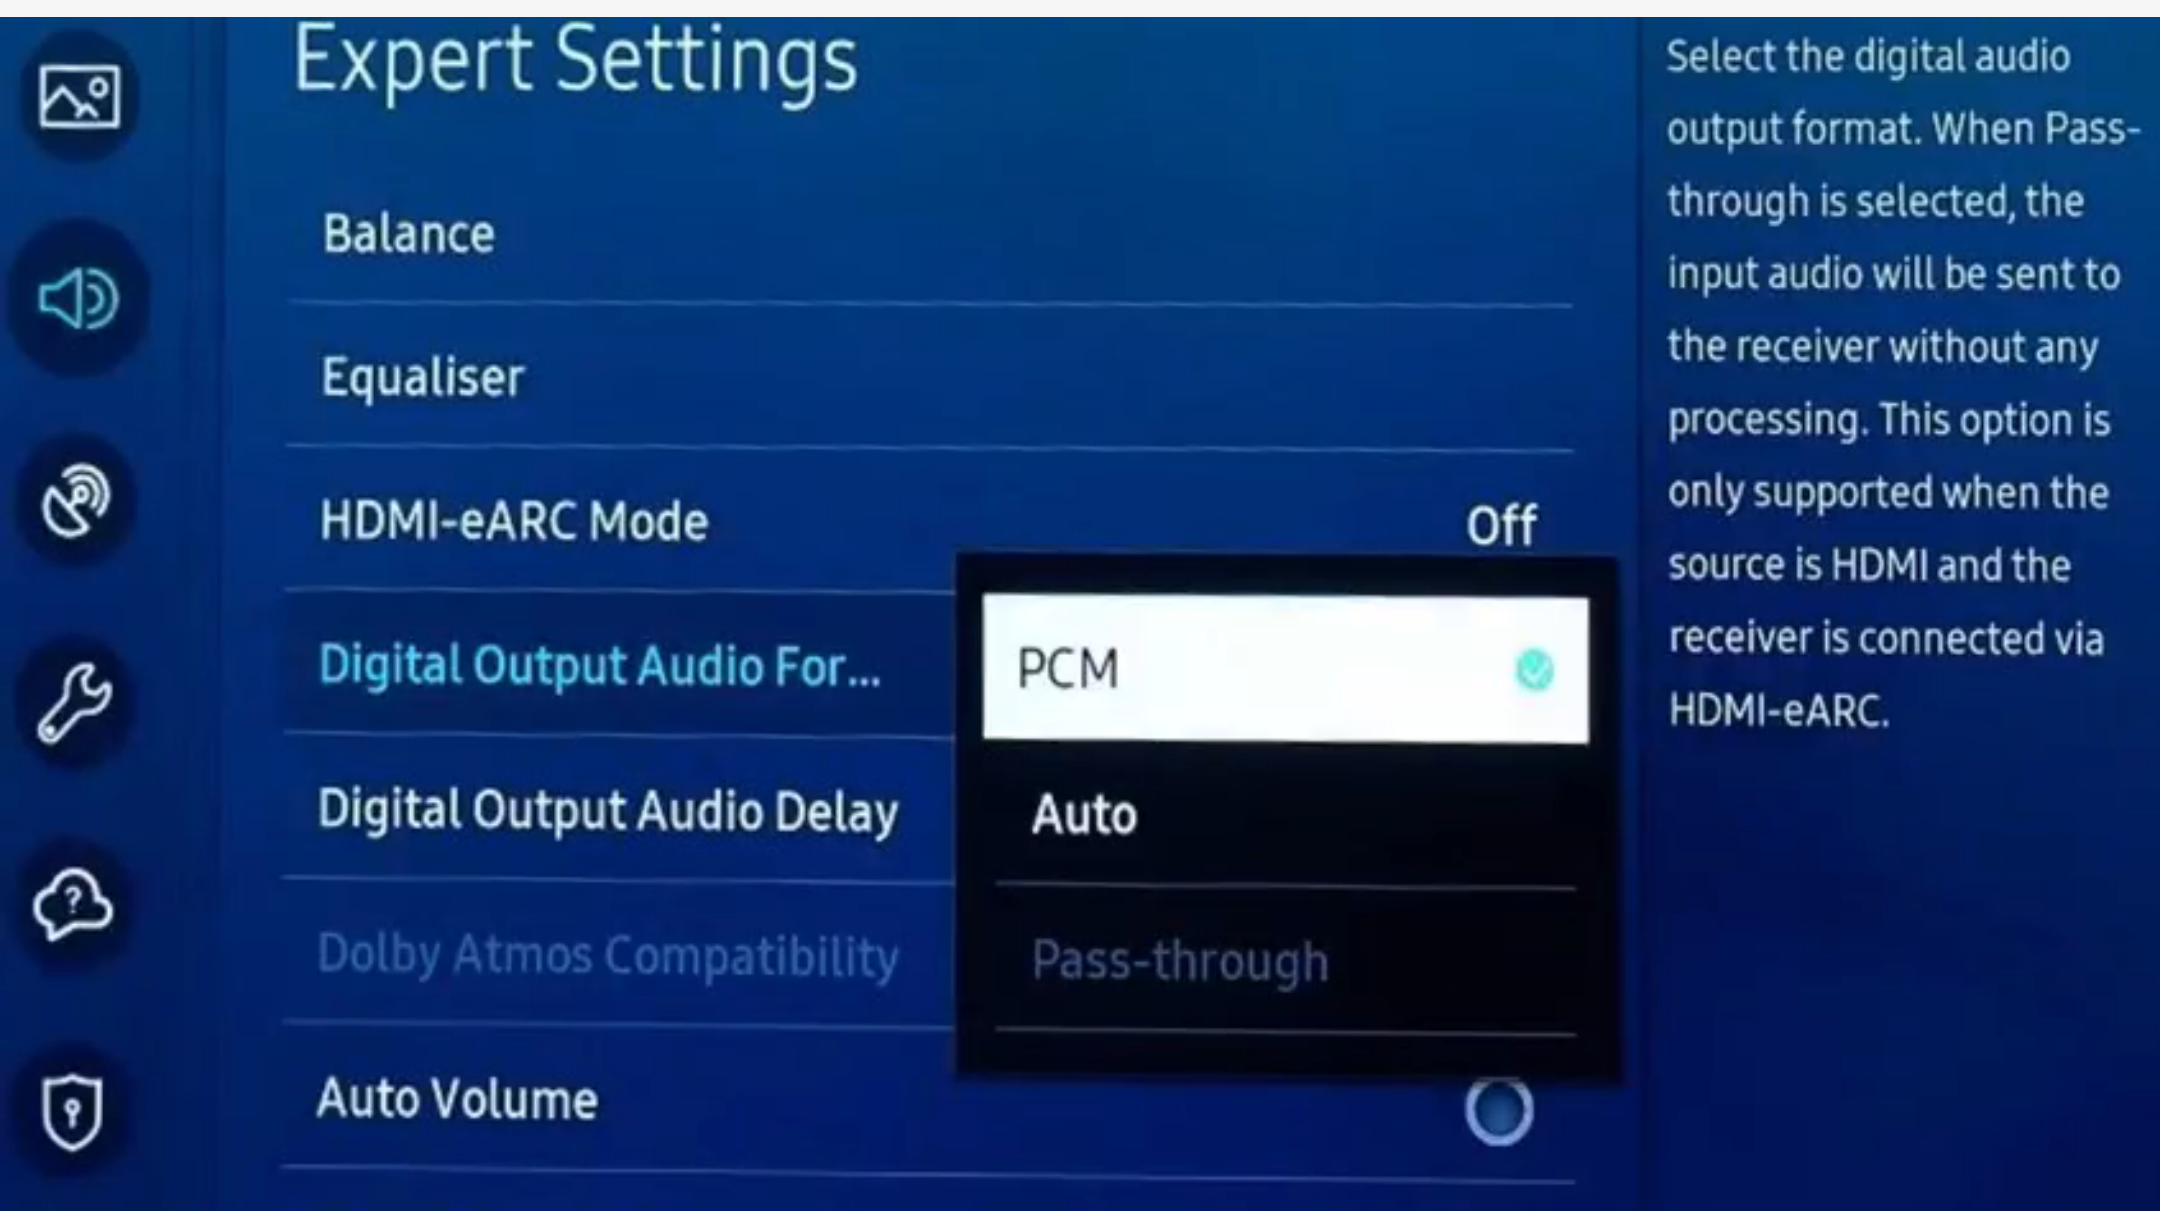 Expert Settings
Balance
Equaliser
HDMI-eARC Mode
Off
Digital Output Audio For...
PCM
Auto
Pass-through
Digital Output Audio Delay
Dolby Atmos Compatibility
Auto Volume
Select the digital audio
output format. When Pass-
through is selected, the
input audio will be sent to
the receiver without any
processing. This option is
only supported when the
source is HDMI and the
receiver is connected via
HDMI-eARC.